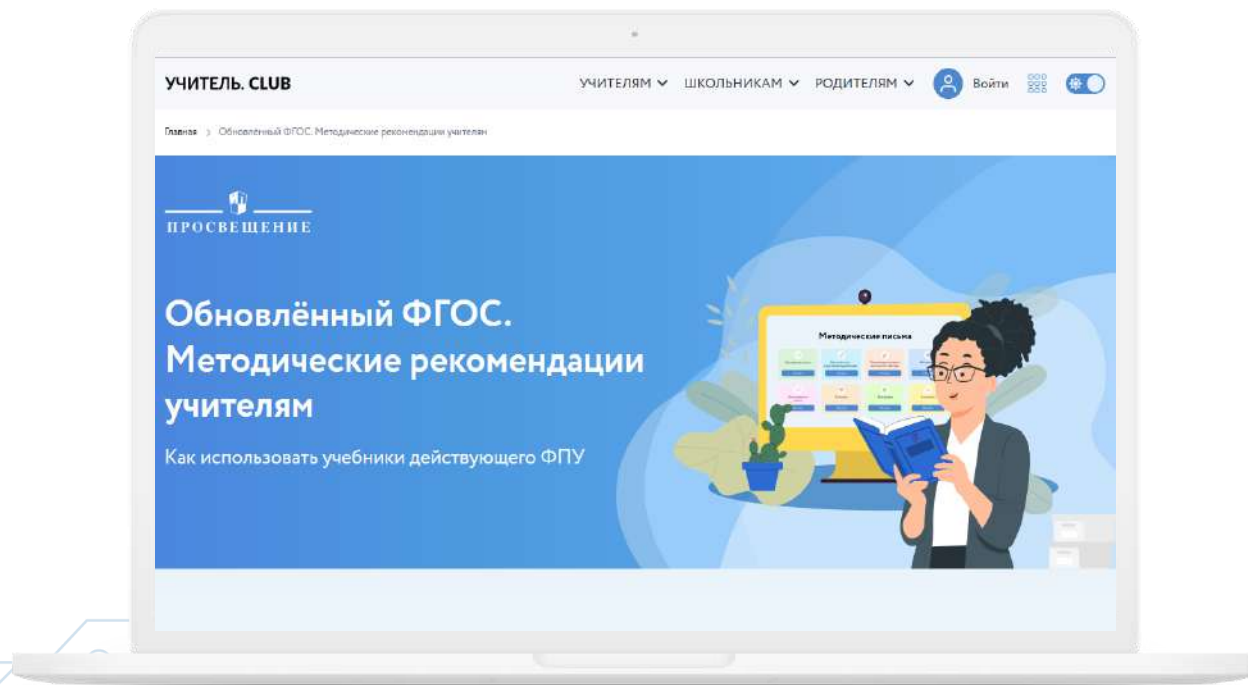 УЧИТЕЛЬ. CLUB
УЧИТЕЛЯМ ШКОЛЬНИКАМ РОДИТЕЛЯМ Войти
Главная > Обновлённый ФГОС. Методические рекомендации учителям
ПРОСВЕЩЕНИЕ
Обновлённый ФГОС.
Методические рекомендации
учителям
Как использовать учебники действующего ФПУ
Методические письма